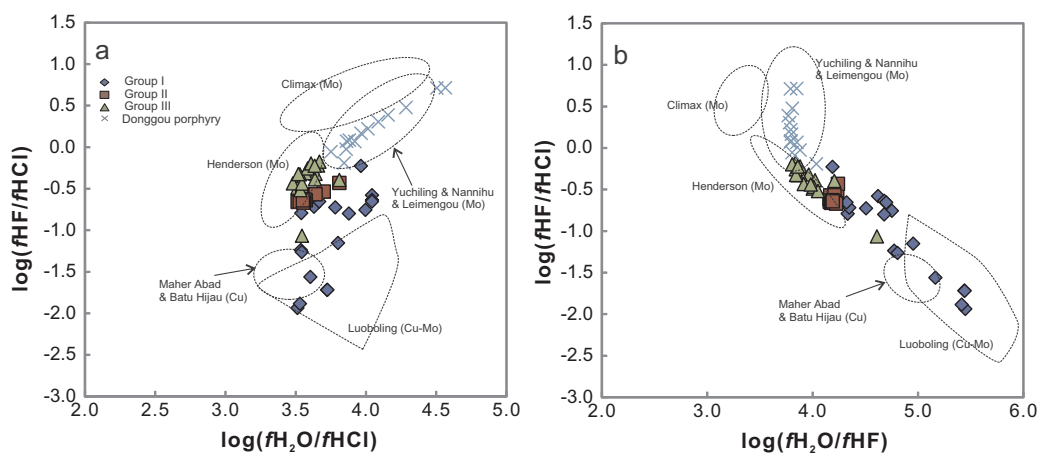 a
Group I
Group II
Group III
Donggou porphyry
Climax (Mo)
Henderson (Mo)
Yuchiling & Nannihu
& Leimengou (Mo)
Maher Abad
& Batu Hijau (Cu)
Luoboling (Cu-Mo)
1.5
1.0
0.5
0.0
-0.5
-1.0
-1.5
-2.0
-2.5
-3.0
2.0
2.5
3.0
3.5
4.0
4.5
5.0
log(fHF/fHCl)
log(fH₂O/fHCl)
b
Yuchiling & Nannihu
& Leimengou (Mo)
Climax (Mo)
Henderson (Mo)
Maher Abad
& Batu Hijau (Cu)
Luoboling (Cu-Mo)
1.5
1.0
0.5
0.0
-0.5
-1.0
-1.5
-2.0
-2.5
-3.0
2.0
3.0
4.0
5.0
6.0
log(fHF/fHCl)
log(fH₂O/fHF)